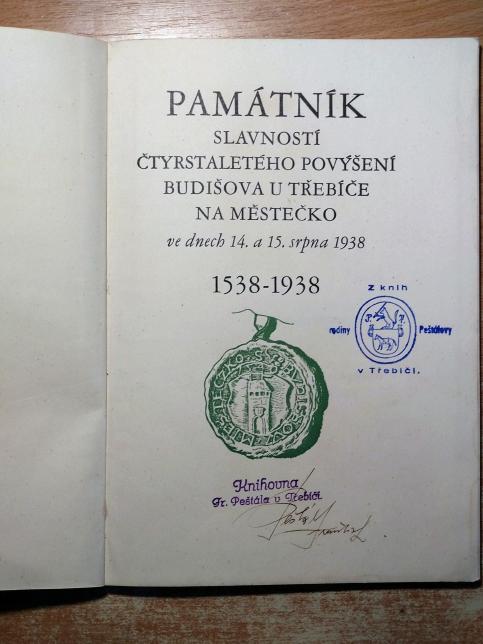 PAMÁTNÍK
SLAVNOSTÍ
ČTYRSTALETÉHO POVÝŠENÍ
BUDIŠOVA U TŘEBÍČE
NA MĚSTEČKO
ve dnech 14. a 15. srpna 1938
1538-1938
Z knih
rodiny Peštálovy
v Třebíči.
Knihovna
Fr. Peštála v Třebíči.